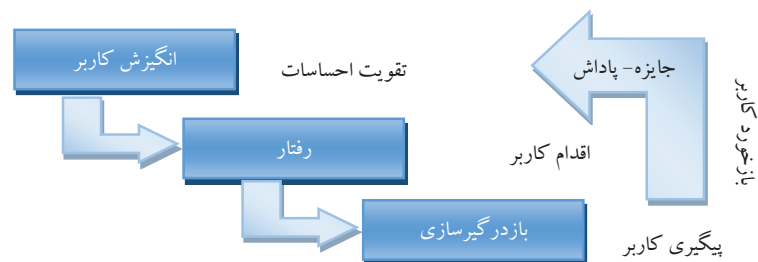 انگیزش کاربر
تقویت احساسات
جایزه- پاداش
بازخورد کاربر
رفتار
اقدام کاربر
بازدرگیرسازی
پیگیری کاربر